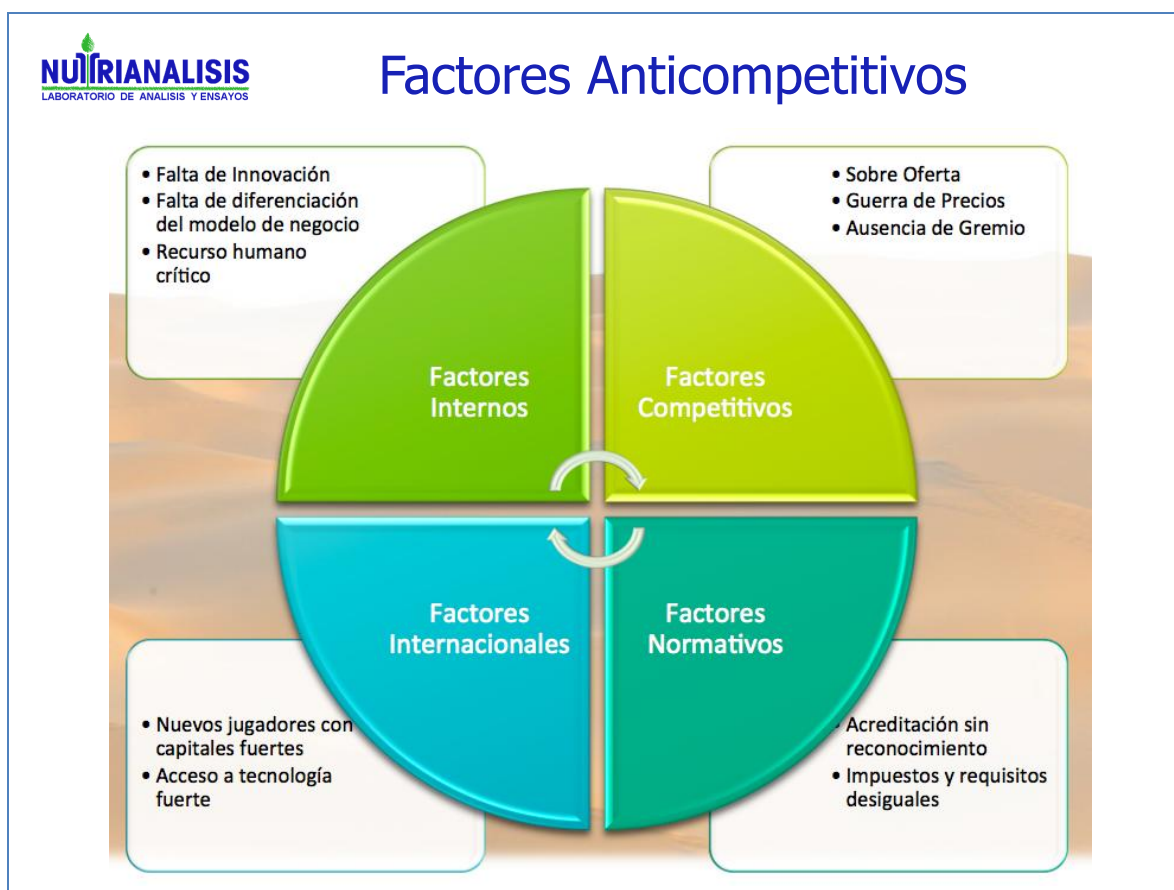 NUTRIANALISIS
LABORATORIO DE ANALISIS Y ENSAYOS
Factores Anticompetitivos
• Falta de Innovación
• Falta de diferenciación
del modelo de negocio
• Recurso humano
crítico
• Sobre Oferta
• Guerra de Precios
• Ausencia de Gremio
Factores
Internos
Factores
Competitivos
Factores
Internacionales
Factores
Normativos
• Nuevos jugadores con
capitales fuertes
• Acceso a tecnología
fuerte
• Acreditación sin
reconocimiento
• Impuestos y requisitos
desiguales